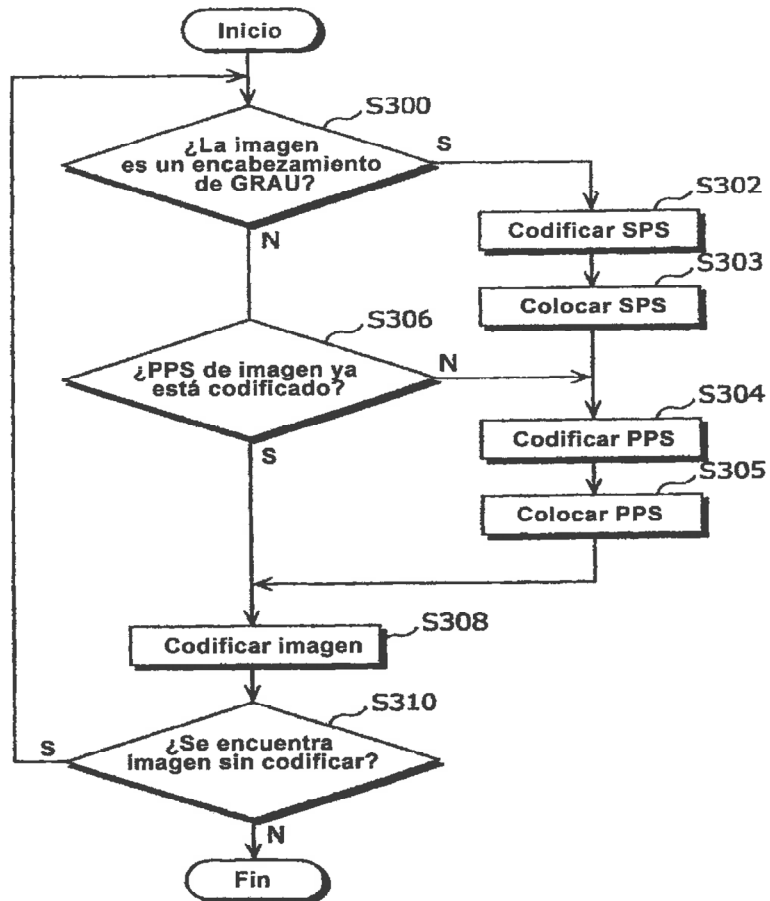 Inicio
S300
¿La imagen
es un encabezamiento
de GRAU?
S
N
S302
Codificar SPS
S303
Colocar SPS
S306
¿PPS de imagen ya
está codificado?
N
S
S304
Codificar PPS
S305
Colocar PPS
S308
Codificar imagen
S310
¿Se encuentra
imagen sin codificar?
S
N
Fin